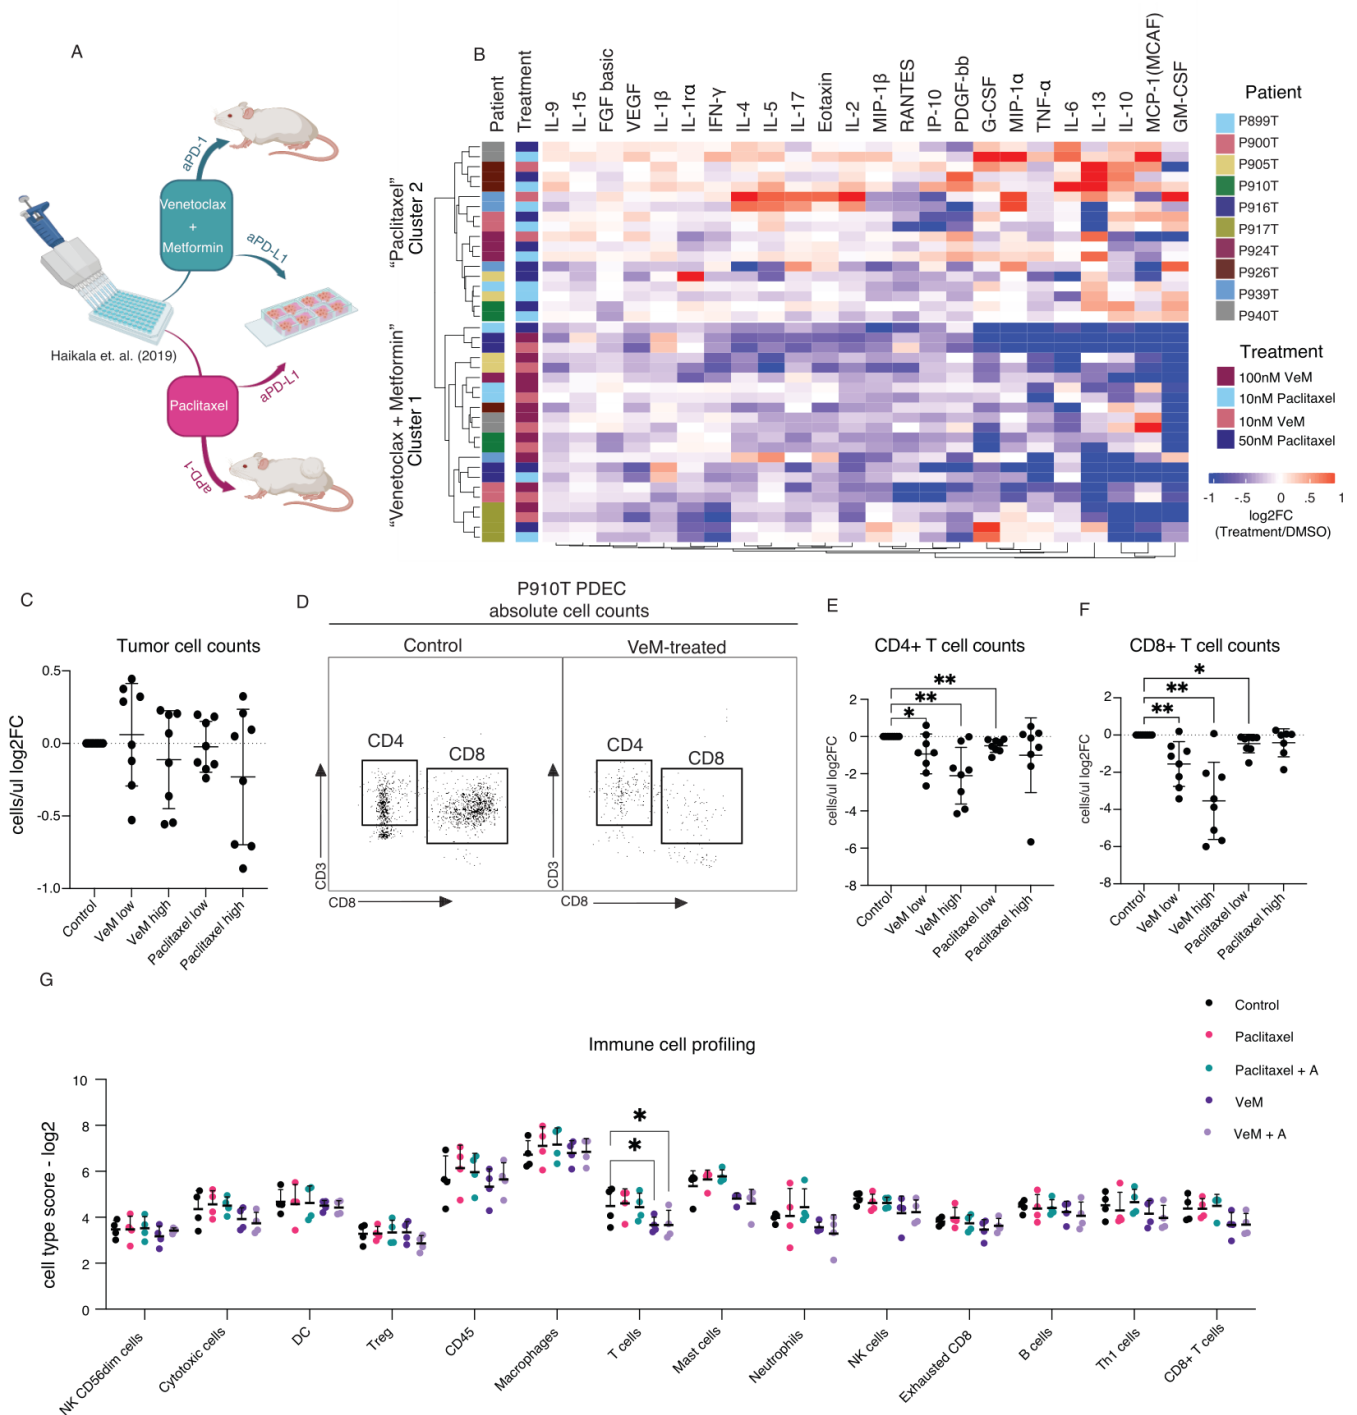 A
aPD-1
Venetoclax
+
Metformin
aPD-L1
Haikala et. al. (2019)
aPD-L1
Paclitaxel
aPD-1
B
Patient
Treatment
IL-9
IL-15
FGF basic
VEGF
IL-1β
IL-1rα
IFN-γ
IL-4
IL-5
IL-17
Eotaxin
IL-2
MIP-1β
RANTES
IP-10
PDGF-bb
G-CSF
MIP-1α
TNF-α
IL-6
IL-13
IL-10
MCP-1(MCAF)
GM-CSF
"Paclitaxel"
Cluster 2
"Venetoclax + Metformin"
Cluster 1
Patient
P899T
P900T
P905T
P910T
P916T
P917T
P924T
P926T
P939T
P940T
Treatment
100nM VeM
10nM Paclitaxel
10nM VeM
50nM Paclitaxel
-1 -.5 0 .5 1
log2FC
(Treatment/DMSO)
C
Tumor cell counts
cells/ul log2FC
0.5
0.0
-0.5
-1.0
Control
VeM low
VeM high
Paclitaxel low
Paclitaxel high
D
P910T PDEC
absolute cell counts
Control
VeM-treated
CD4
CD8
CD4
CD8
CD3
CD8
CD3
CD8
E
CD4+ T cell counts
cells/ul log2FC
2
0
-2
-4
-6
-8
**
**
*
Control
VeM low
VeM high
Paclitaxel low
Paclitaxel high
F
CD8+ T cell counts
cells/ul log2FC
2
0
-2
-4
-6
-8
*
**
**
Control
VeM low
VeM high
Paclitaxel low
Paclitaxel high
G
Immune cell profiling
Control
Paclitaxel
Paclitaxel + A
VeM
VeM + A
cell type score - log2
10
8
6
4
2
0
*
*
NK CD56dim cells
Cytotoxic cells
DC
Treg
CD45
Macrophages
T cells
Mast cells
Neutrophils
NK cells
Exhausted CD8
B cells
Th1 cells
CD8+ T cells